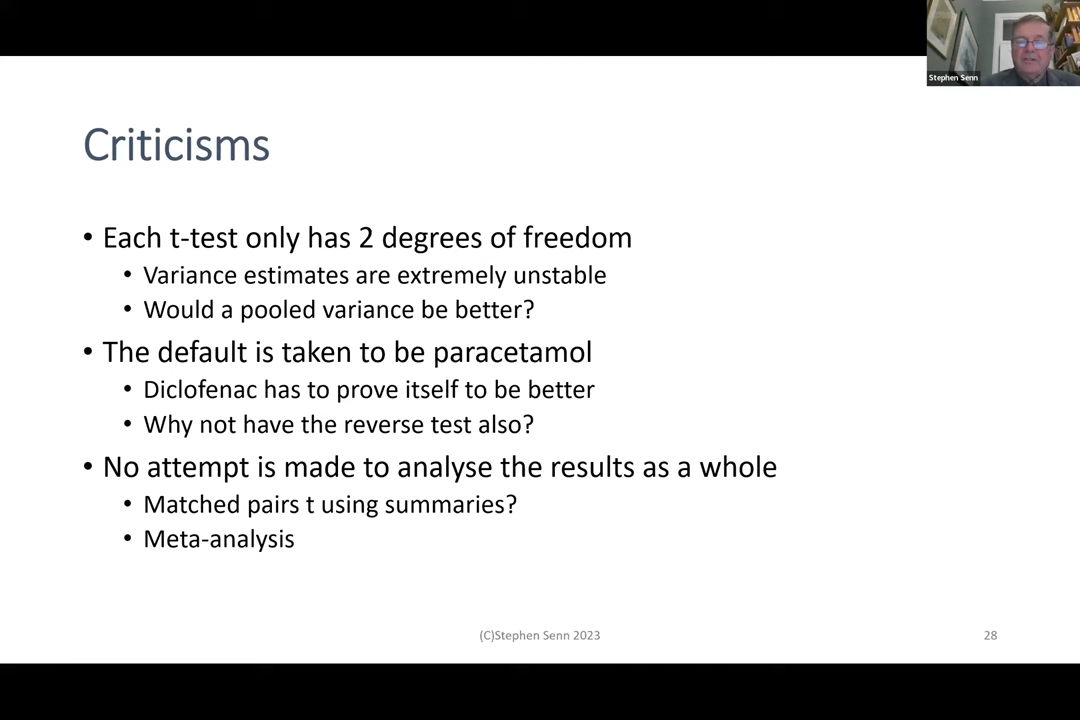 Stephen Senn
Criticisms
• Each t-test only has 2 degrees of freedom
• Variance estimates are extremely unstable
• Would a pooled variance be better?
• The default is taken to be paracetamol
• Diclofenac has to prove itself to be better
• Why not have the reverse test also?
• No attempt is made to analyse the results as a whole
• Matched pairs t using summaries?
• Meta-analysis
(C)Stephen Senn 2023
28